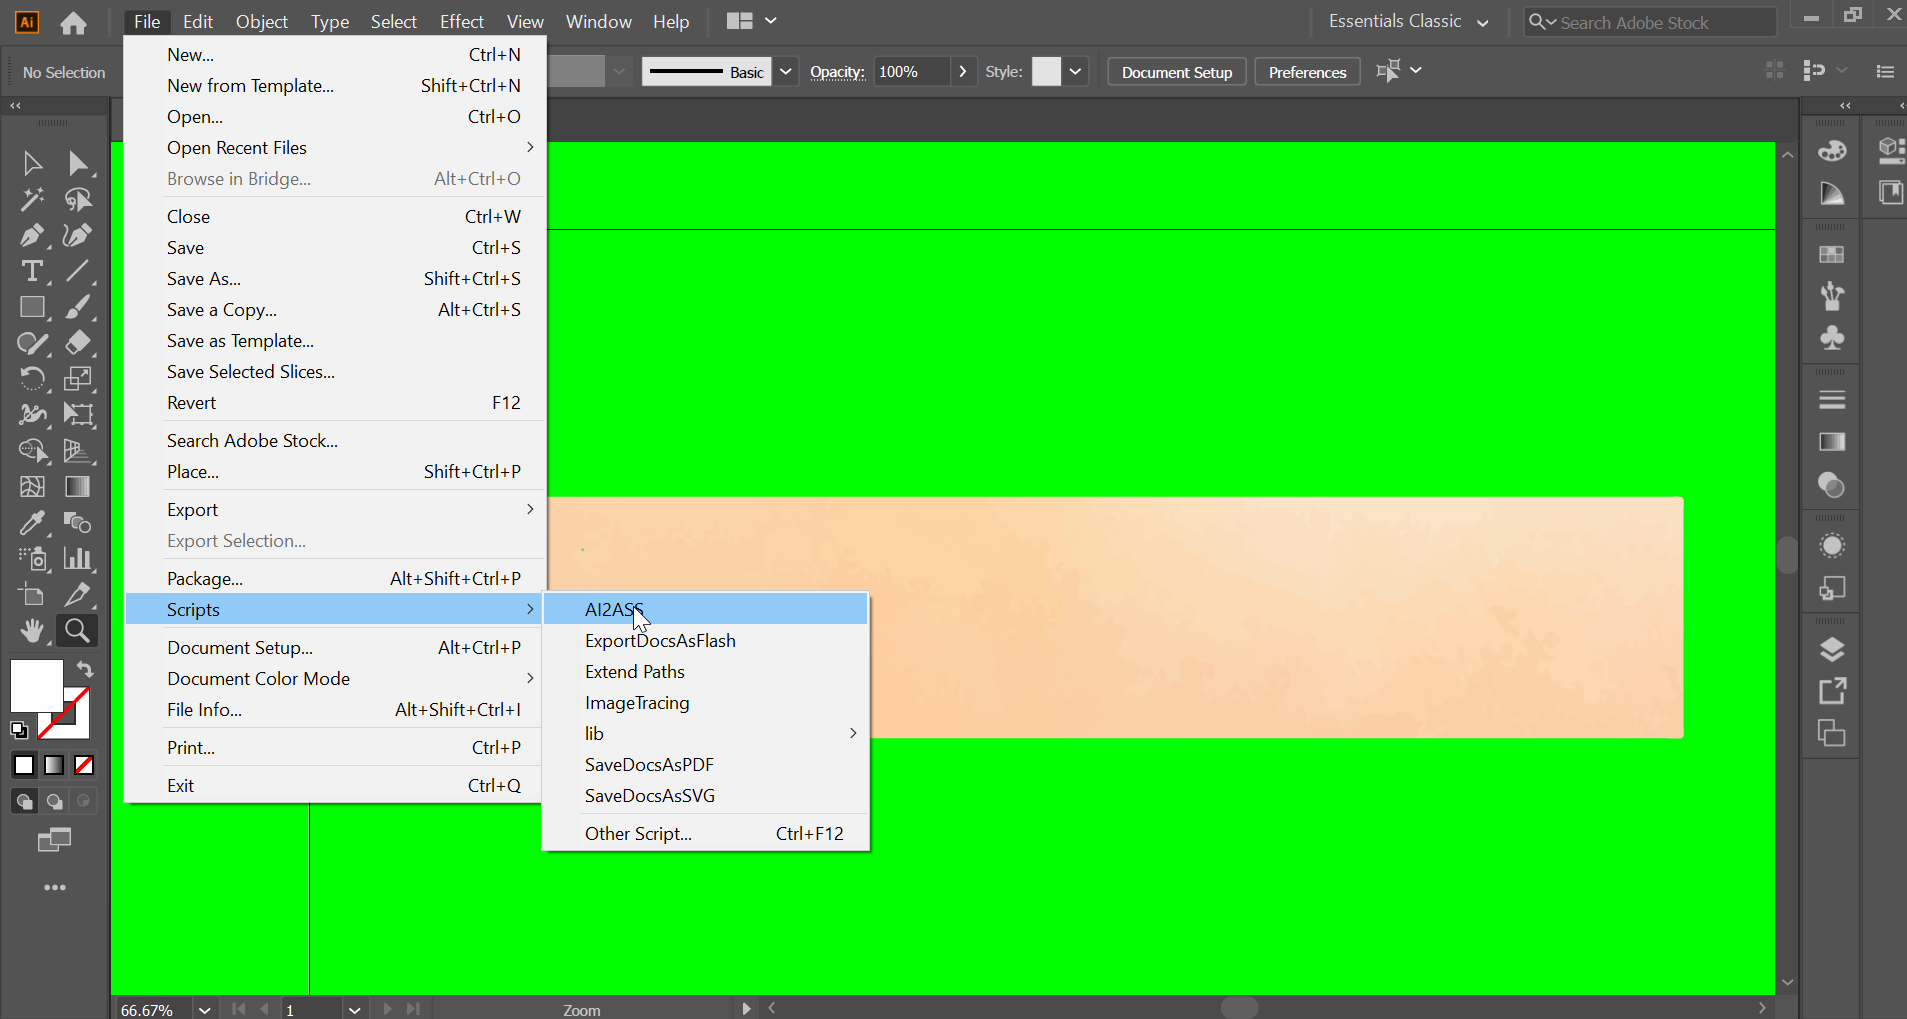 Ai
File Edit Object Type Select Effect View Window Help
Essentials Classic
Search Adobe Stock
No Selection
Basic
Opacity: 100%
Style:
Document Setup
Preferences
New... Ctrl+N
New from Template... Shift+Ctrl+N
Open... Ctrl+O
Open Recent Files
Browse in Bridge... Alt+Ctrl+O
Close Ctrl+W
Save Ctrl+S
Save As... Shift+Ctrl+S
Save a Copy... Alt+Ctrl+S
Save as Template...
Save Selected Slices...
Revert F12
Search Adobe Stock...
Place... Shift+Ctrl+P
Export
Export Selection...
Package... Alt+Shift+Ctrl+P
Scripts
Document Setup... Alt+Ctrl+P
Document Color Mode
File Info... Alt+Shift+Ctrl+I
Print... Ctrl+P
Exit Ctrl+Q
AI2ASS
ExportDocsAsFlash
Extend Paths
ImageTracing
lib
SaveDocsAsPDF
SaveDocsAsSVG
Other Script... Ctrl+F12
66.67%
1
Zoom